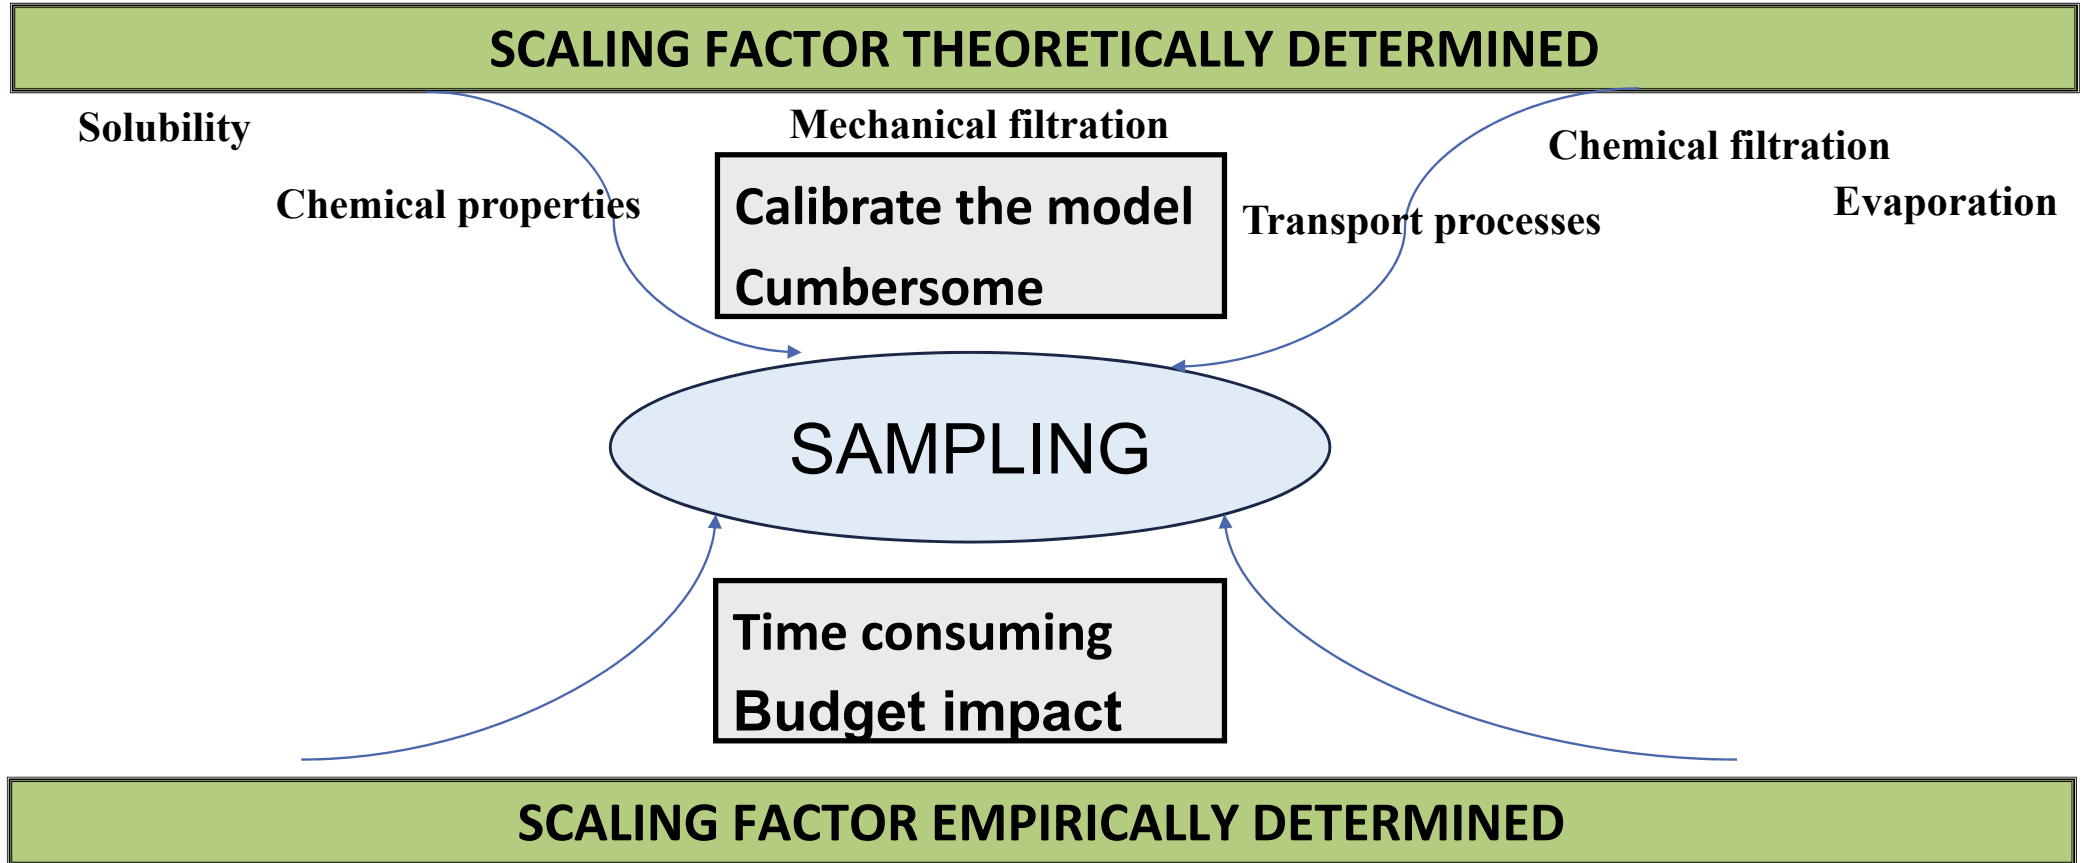 SCALING FACTOR THEORETICALLY DETERMINED
Solubility
Mechanical filtration
Chemical filtration
Chemical properties
Calibrate the model
Cumbersome
Transport processes
Evaporation
SAMPLING
Time consuming
Budget impact
SCALING FACTOR EMPIRICALLY DETERMINED